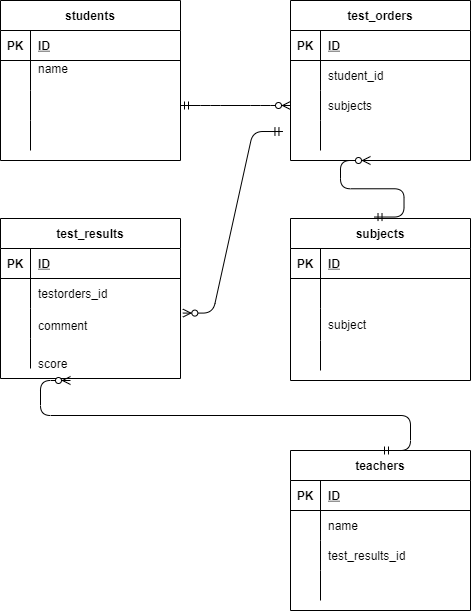 students
PK ID
name
test_orders
PK ID
student_id
subjects
test_results
PK ID
testorders_id
comment
score
subjects
PK ID
subject
teachers
PK ID
name
test_results_id